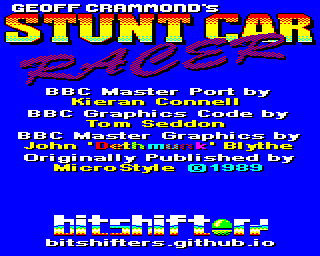 GEOFF CRAMMOND's
STUNT CAR
RACER
BBC Master Port by
Kieran Connell
BBC Graphics Code by
Tom Seddon
BBC Master Graphics by
John 'Dethmunk' Blythe
Originally Published by
MicroStyle ©1989
bitshifters
bitshifters.github.io